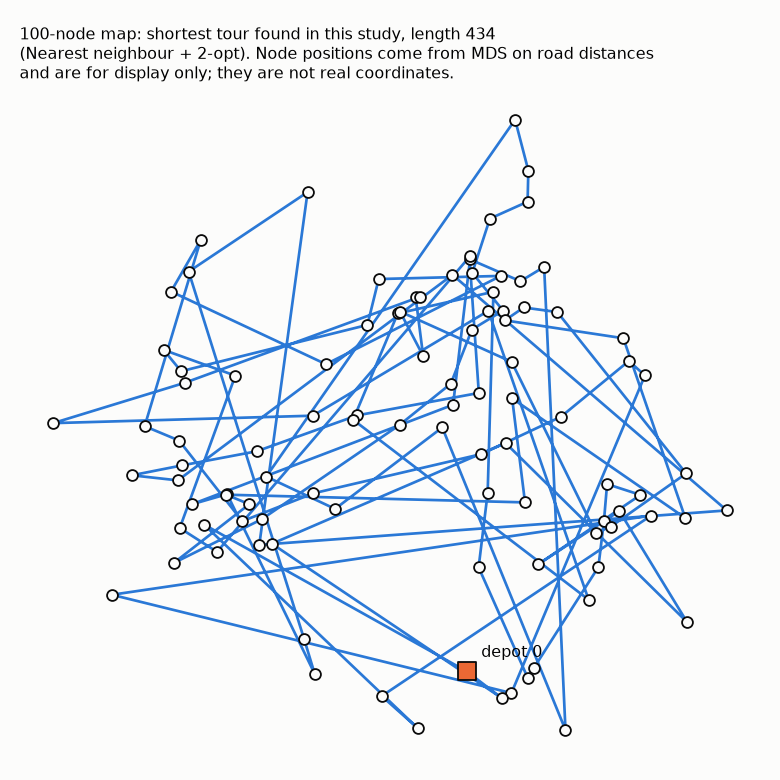 100-node map: shortest tour found in this study, length 434
(Nearest neighbour + 2-opt). Node positions come from MDS on road distances
and are for display only; they are not real coordinates.
depot 0